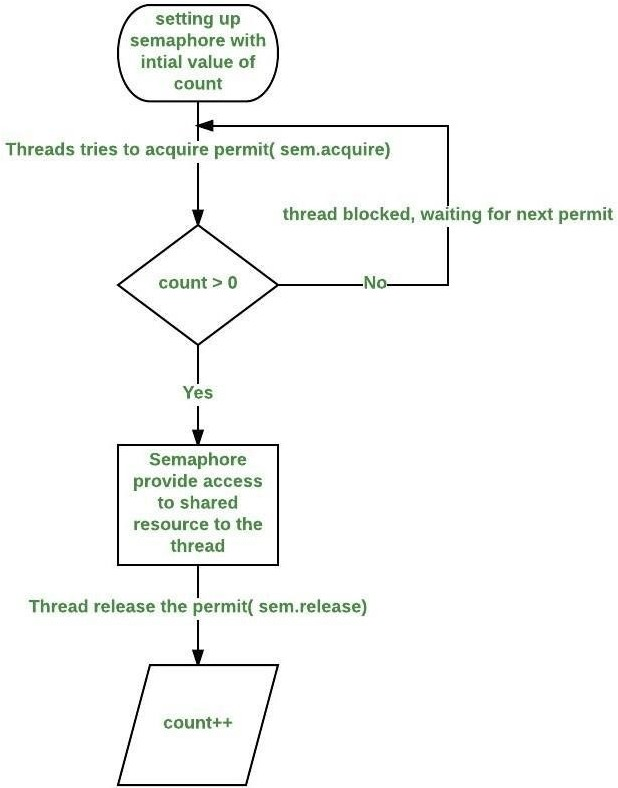 setting up
semaphore with
intial value of
count
Threads tries to acquire permit( sem.acquire)
thread blocked, waiting for next permit
count > 0
No
Yes
Semaphore
provide access
to shared
resource to the
thread
Thread release the permit( sem.release)
count++